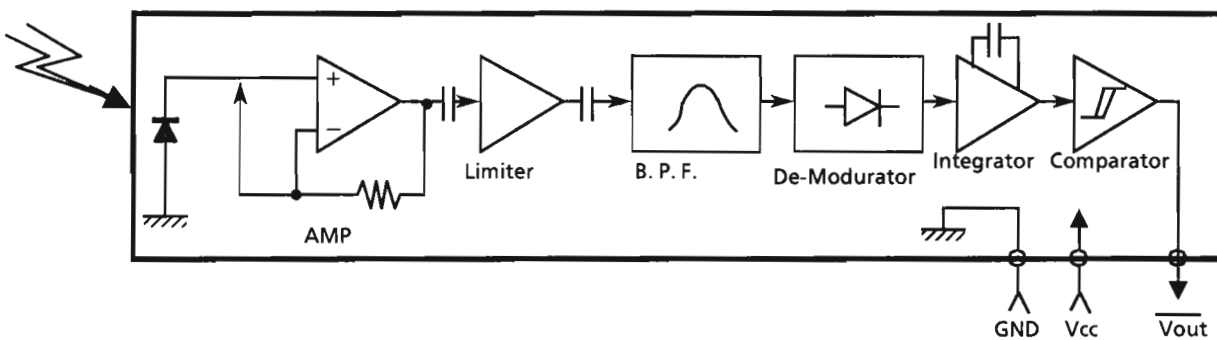 +
−
Limiter
B. P. F.
De-Modurator
Integrator
Comparator
AMP
GND
Vcc
Vout